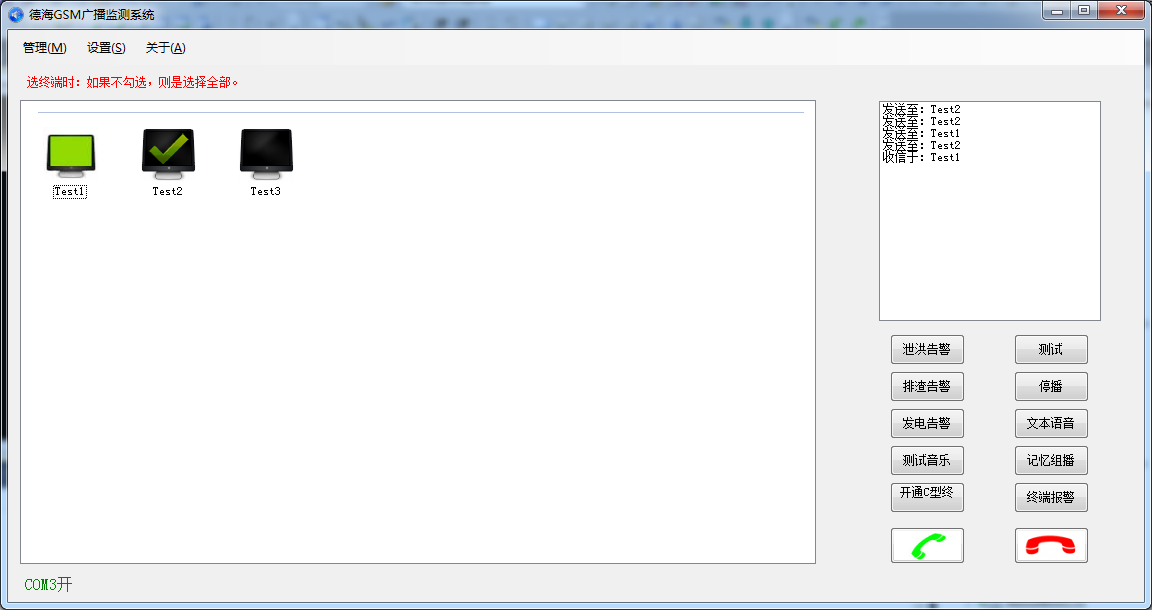 德海GSM广播监测系统
管理(M) 设置(S) 关于(A)
选终端时：如果不勾选，则是选择全部。
Test1 Test2 Test3
发送至：Test2
发送至：Test2
发送至：Test1
发送至：Test2
收信于：Test1
泄洪告警 测试
排渣告警 停播
发电告警 文本语音
测试音乐 记忆组播
开通C型终 终端报警
COM3开